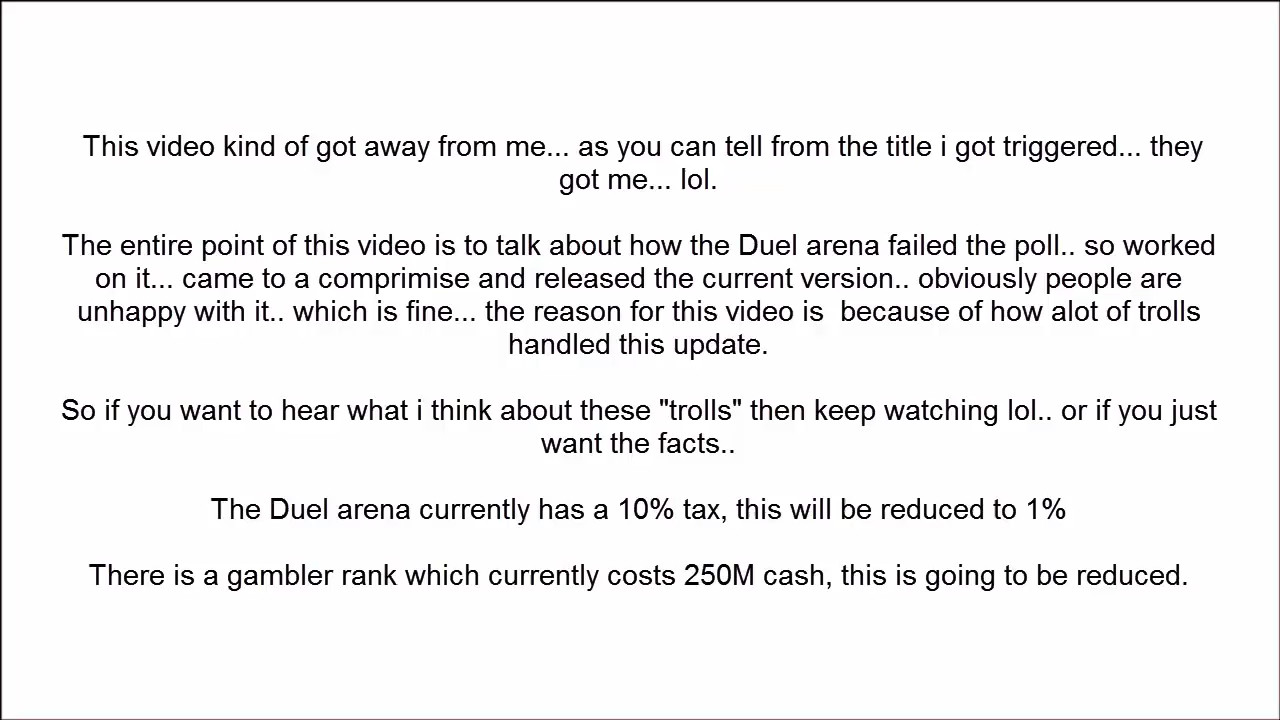 This video kind of got away from me... as you can tell from the title i got triggered... they
got me... lol.
The entire point of this video is to talk about how the Duel arena failed the poll.. so worked
on it... came to a comprimise and released the current version.. obviously people are
unhappy with it.. which is fine... the reason for this video is  because of how alot of trolls
handled this update.
So if you want to hear what i think about these "trolls" then keep watching lol.. or if you just
want the facts..
The Duel arena currently has a 10% tax, this will be reduced to 1%
There is a gambler rank which currently costs 250M cash, this is going to be reduced.